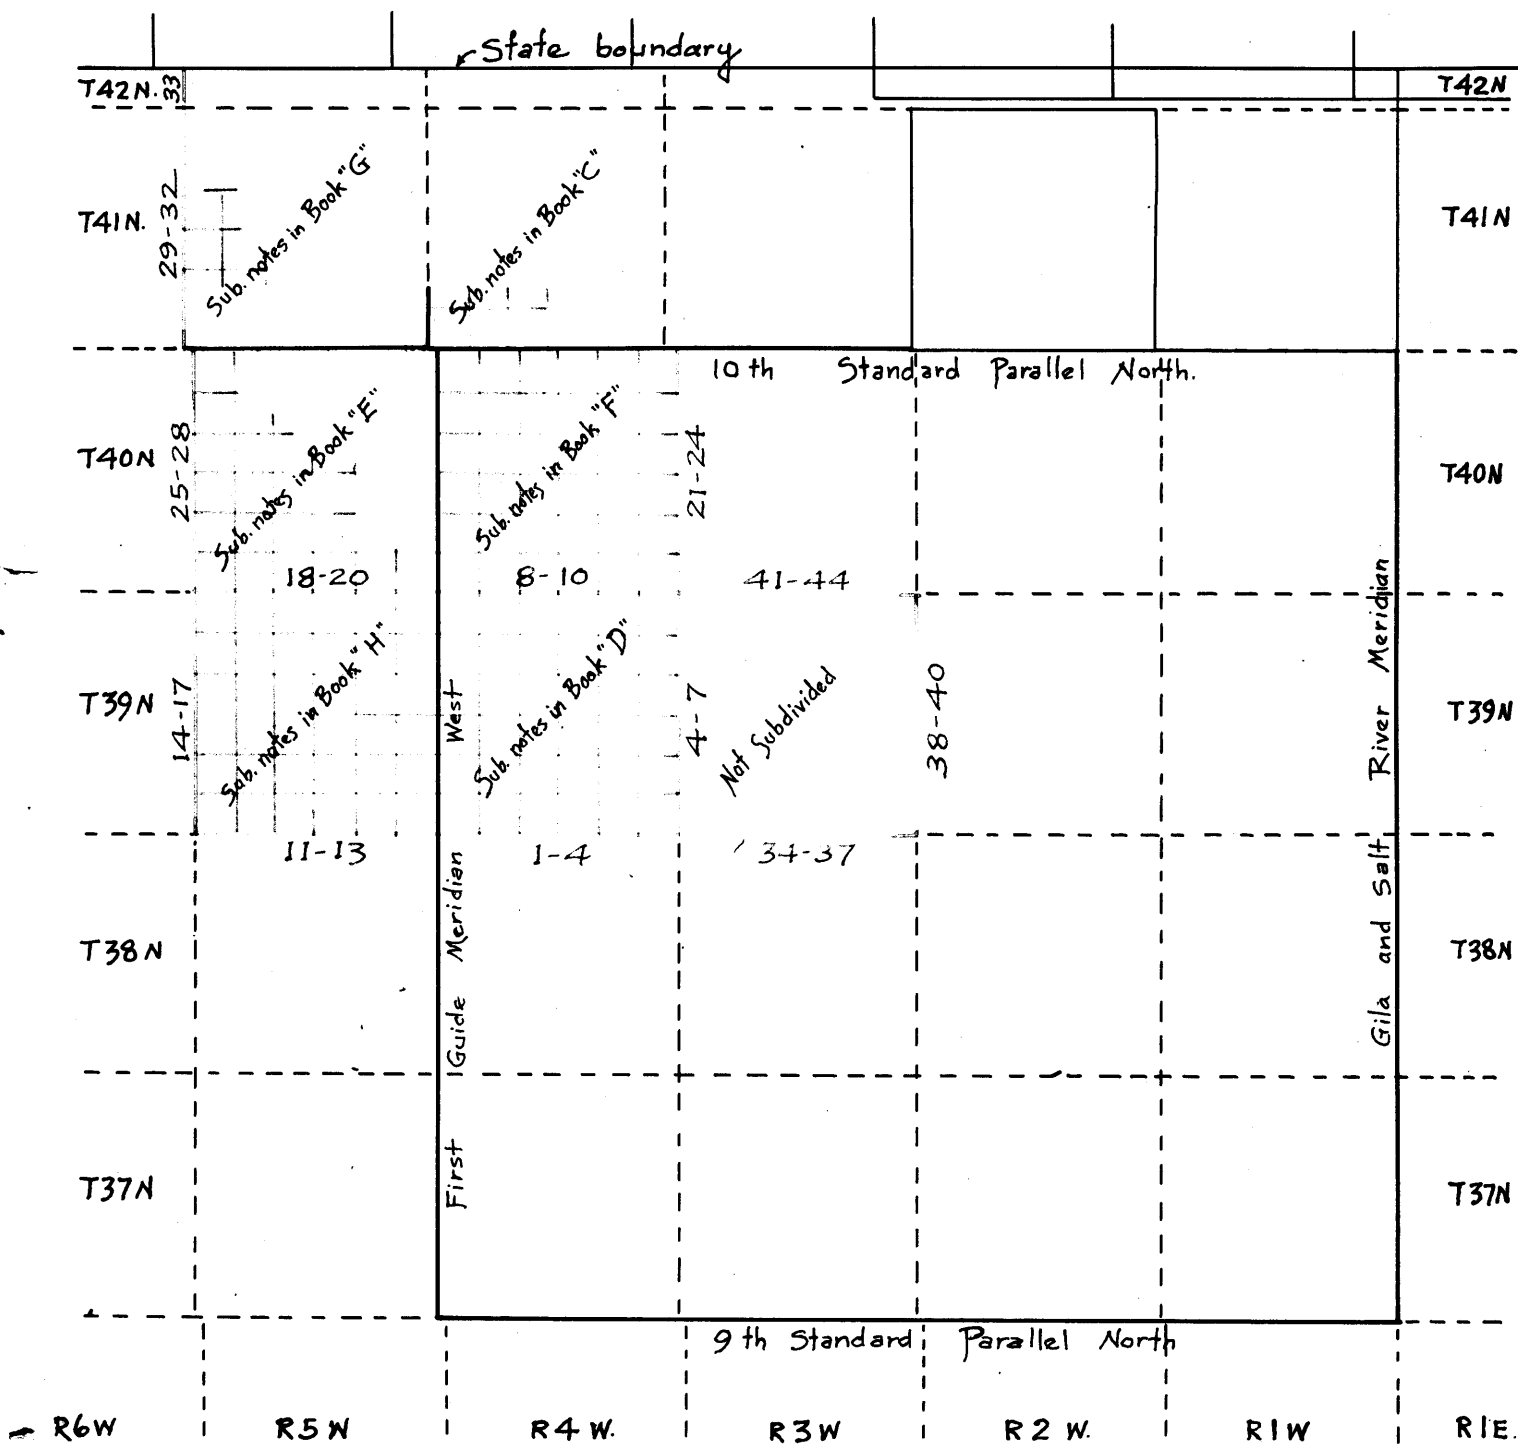 State boundary
T42N. 33 T42N
T41N. 29-32 Sub. notes in Book "G" Sub. notes in Book "C" T41N
10th Standard Parallel North.
T40N 25-28 Sub. notes in Book "E" Sub. notes in Book "F" 21-24 T40N
18-20 8-10 41-44
T39N 14-17 Sub. notes in Book "H" Sub. notes in Book "D" 4-7 Not Subdivided 38-40 T39N
11-13 1-4 34-37
First Guide Meridian West
Gila and Salt River Meridian
T38N T38N
T37N T37N
9th Standard Parallel North
R6W R5W R4W. R3W R2W. R1W R1E.